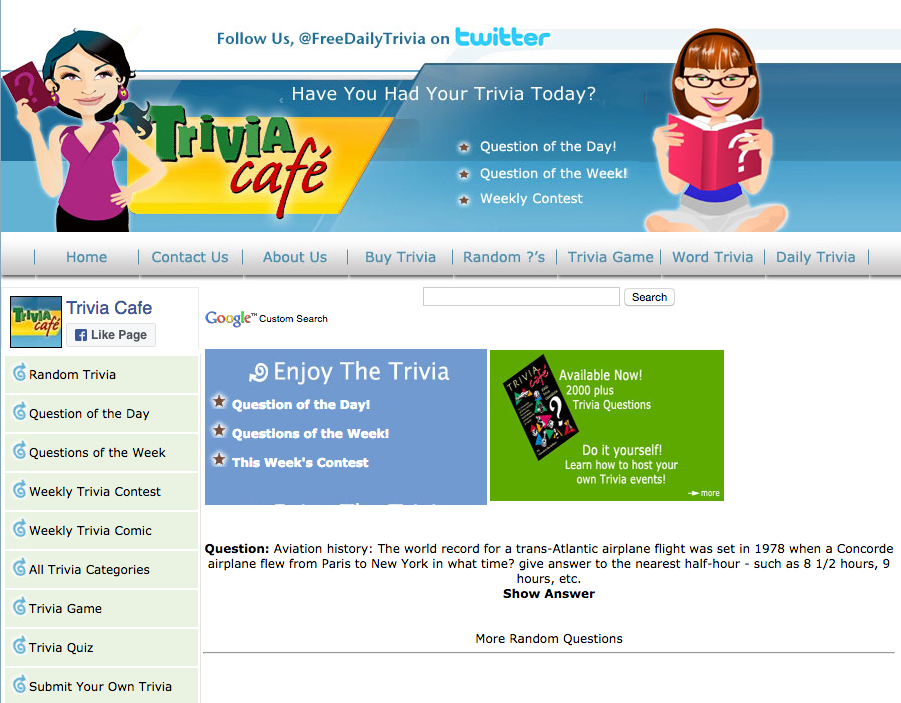 Follow Us, @FreeDailyTrivia on twitter
Have You Had Your Trivia Today?
?
TRIVIA
café
Question of the Day!
Question of the Week!
Weekly Contest
?
Home
Contact Us
About Us
Buy Trivia
Random ?'s
Trivia Game
Word Trivia
Daily Trivia
TRIVIA
café
Trivia Cafe
Like Page
Search
Google™ Custom Search
Random Trivia
Question of the Day
Questions of the Week
Weekly Trivia Contest
Weekly Trivia Comic
All Trivia Categories
Trivia Game
Trivia Quiz
Submit Your Own Trivia
Enjoy The Trivia
Question of the Day!
Questions of the Week!
This Week's Contest
TRIVIA
café
?
Available Now!
2000 plus
Trivia Questions
Do it yourself!
Learn how to host your
own Trivia events!
more
Question: Aviation history: The world record for a trans-Atlantic airplane flight was set in 1978 when a Concorde
airplane flew from Paris to New York in what time? give answer to the nearest half-hour - such as 8 1/2 hours, 9
hours, etc.
Show Answer
More Random Questions